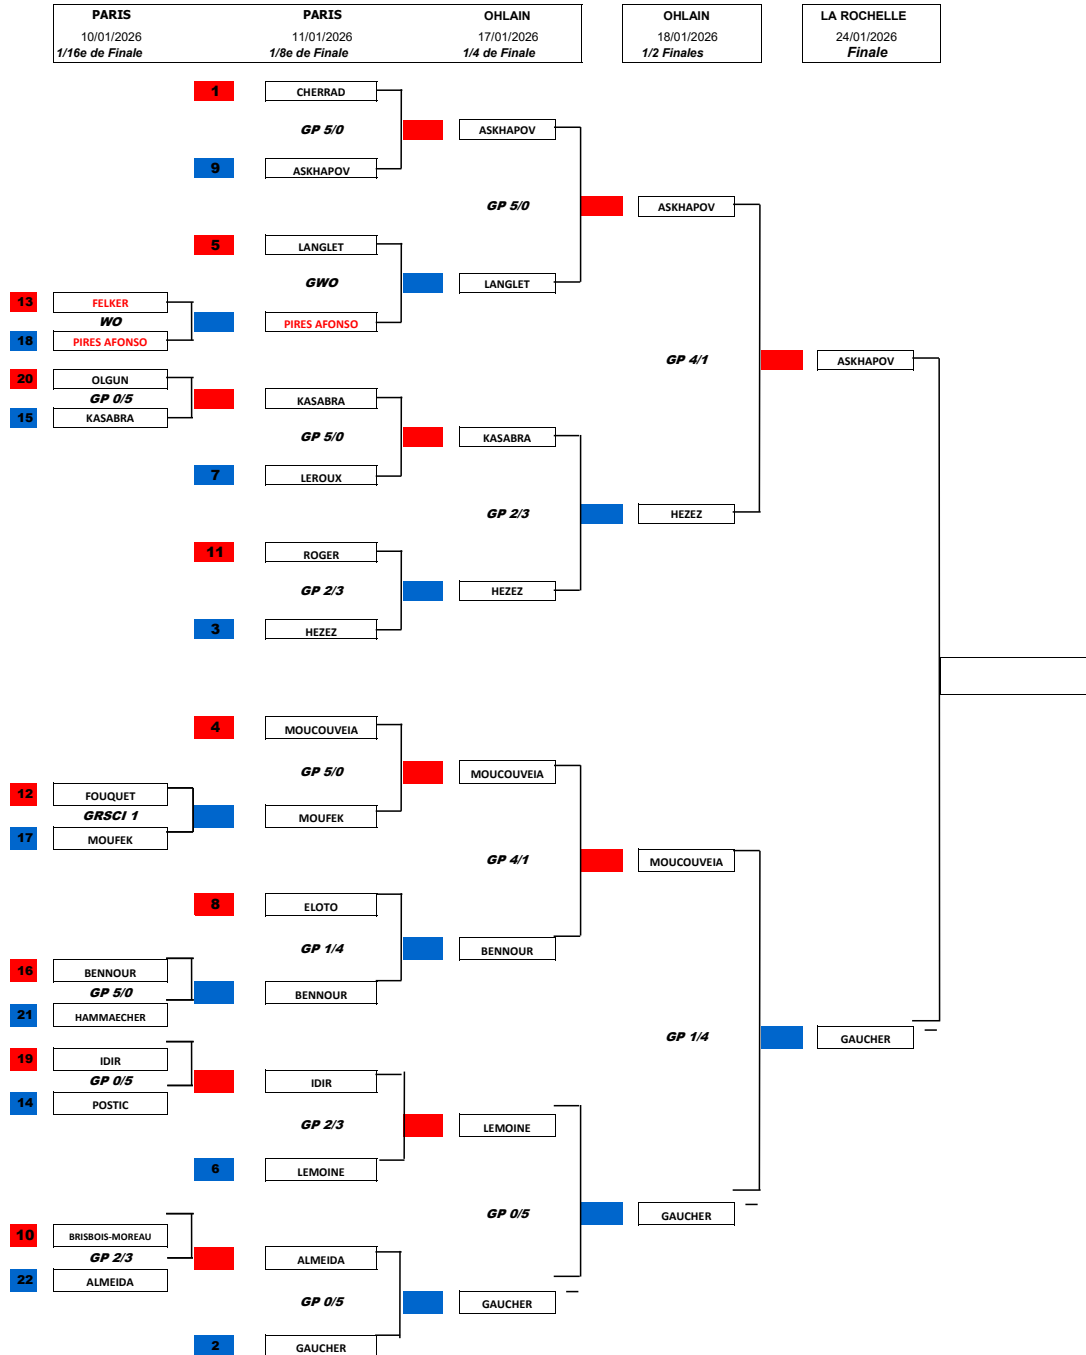 PARIS PARIS OHLAIN OHLAIN LA ROCHELLE
10/01/2026 11/01/2026 17/01/2026 18/01/2026 24/01/2026
1/16e de Finale 1/8e de Finale 1/4 de Finale 1/2 Finales Finale
1 CHERRAD
GP 5/0 ASKHAPOV
9 ASKHAPOV
GP 5/0 ASKHAPOV
5 LANGLET
GWO LANGLET
13 FELKER
WO PIRES AFONSO
18 PIRES AFONSO
GP 4/1 ASKHAPOV
20 OLGUN
GP 0/5 KASABRA
15 KASABRA
GP 5/0 KASABRA
7 LEROUX
GP 2/3 HEZEZ
11 ROGER
GP 2/3 HEZEZ
3 HEZEZ
4 MOUCOUVEIA
GP 5/0 MOUCOUVEIA
12 FOUQUET
GRSCI 1 MOUFEK
17 MOUFEK
GP 4/1 MOUCOUVEIA
8 ELOTO
GP 1/4 BENNOUR
16 BENNOUR
GP 5/0 BENNOUR
21 HAMMAECHER
GP 1/4 GAUCHER
19 IDIR
GP 0/5 IDIR
14 POSTIC
GP 2/3 LEMOINE
6 LEMOINE
GP 0/5 GAUCHER
10 BRISBOIS-MOREAU
GP 2/3 ALMEIDA
22 ALMEIDA
GP 0/5 GAUCHER
2 GAUCHER